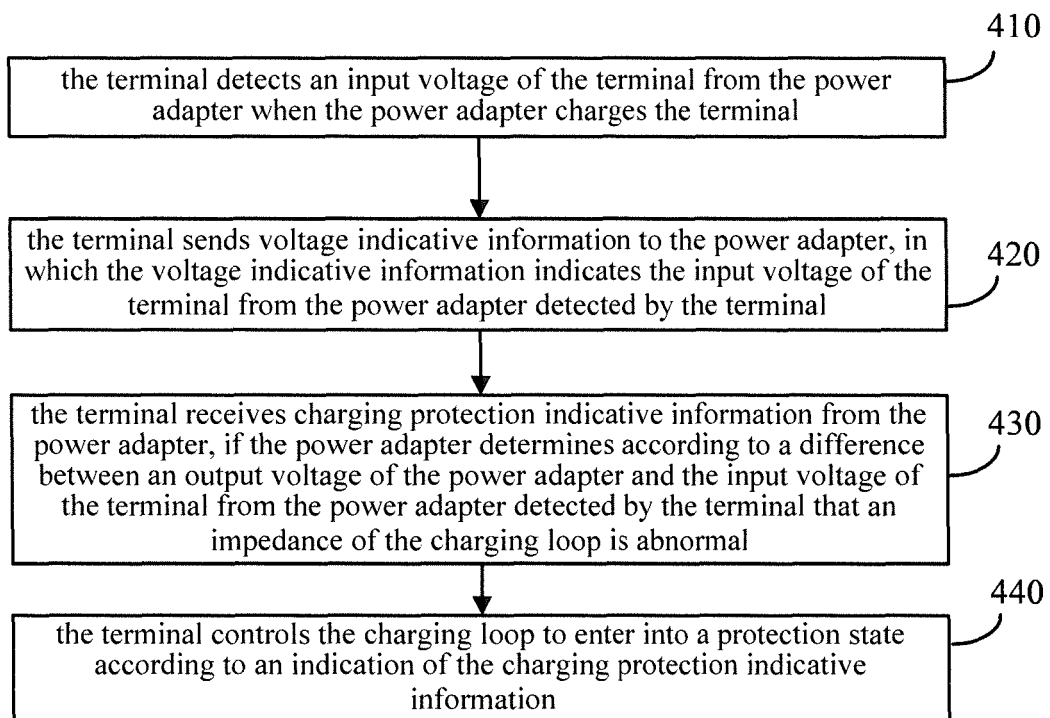 410
the terminal detects an input voltage of the terminal from the power
adapter when the power adapter charges the terminal
the terminal sends voltage indicative information to the power adapter, in
which the voltage indicative information indicates the input voltage of the
terminal from the power adapter detected by the terminal
420
the terminal receives charging protection indicative information from the
power adapter, if the power adapter determines according to a difference
between an output voltage of the power adapter and the input voltage of
the terminal from the power adapter detected by the terminal that an
impedance of the charging loop is abnormal
430
440
the terminal controls the charging loop to enter into a protection state
according to an indication of the charging protection indicative
information